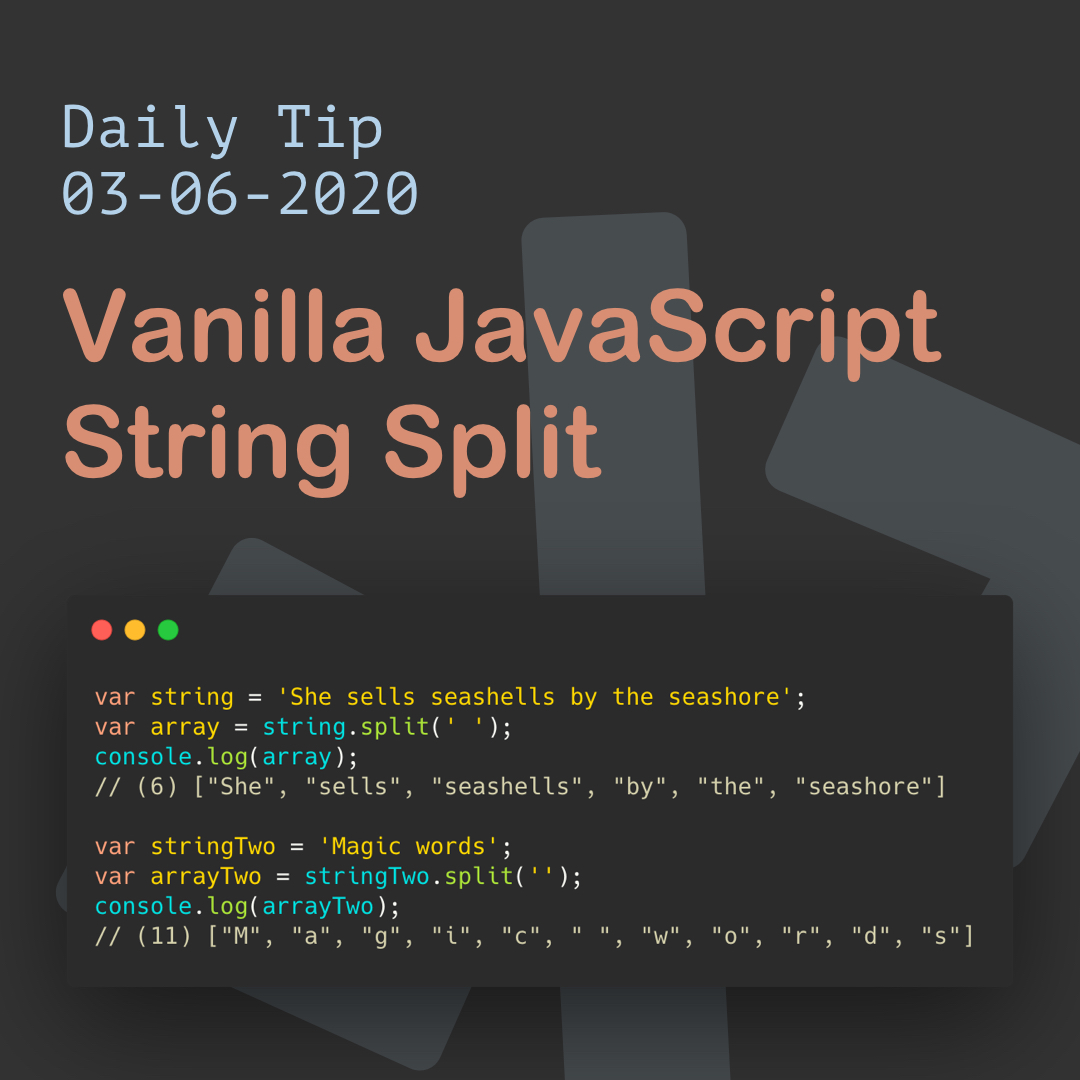 Daily Tip
03-06-2020
Vanilla JavaScript
String Split
var string = 'She sells seashells by the seashore';
var array = string.split(' ');
console.log(array);
// (6) ["She", "sells", "seashells", "by", "the", "seashore"]
var stringTwo = 'Magic words';
var arrayTwo = stringTwo.split('');
console.log(arrayTwo);
// (11) ["M", "a", "g", "i", "c", " ", "w", "o", "r", "d", "s"]